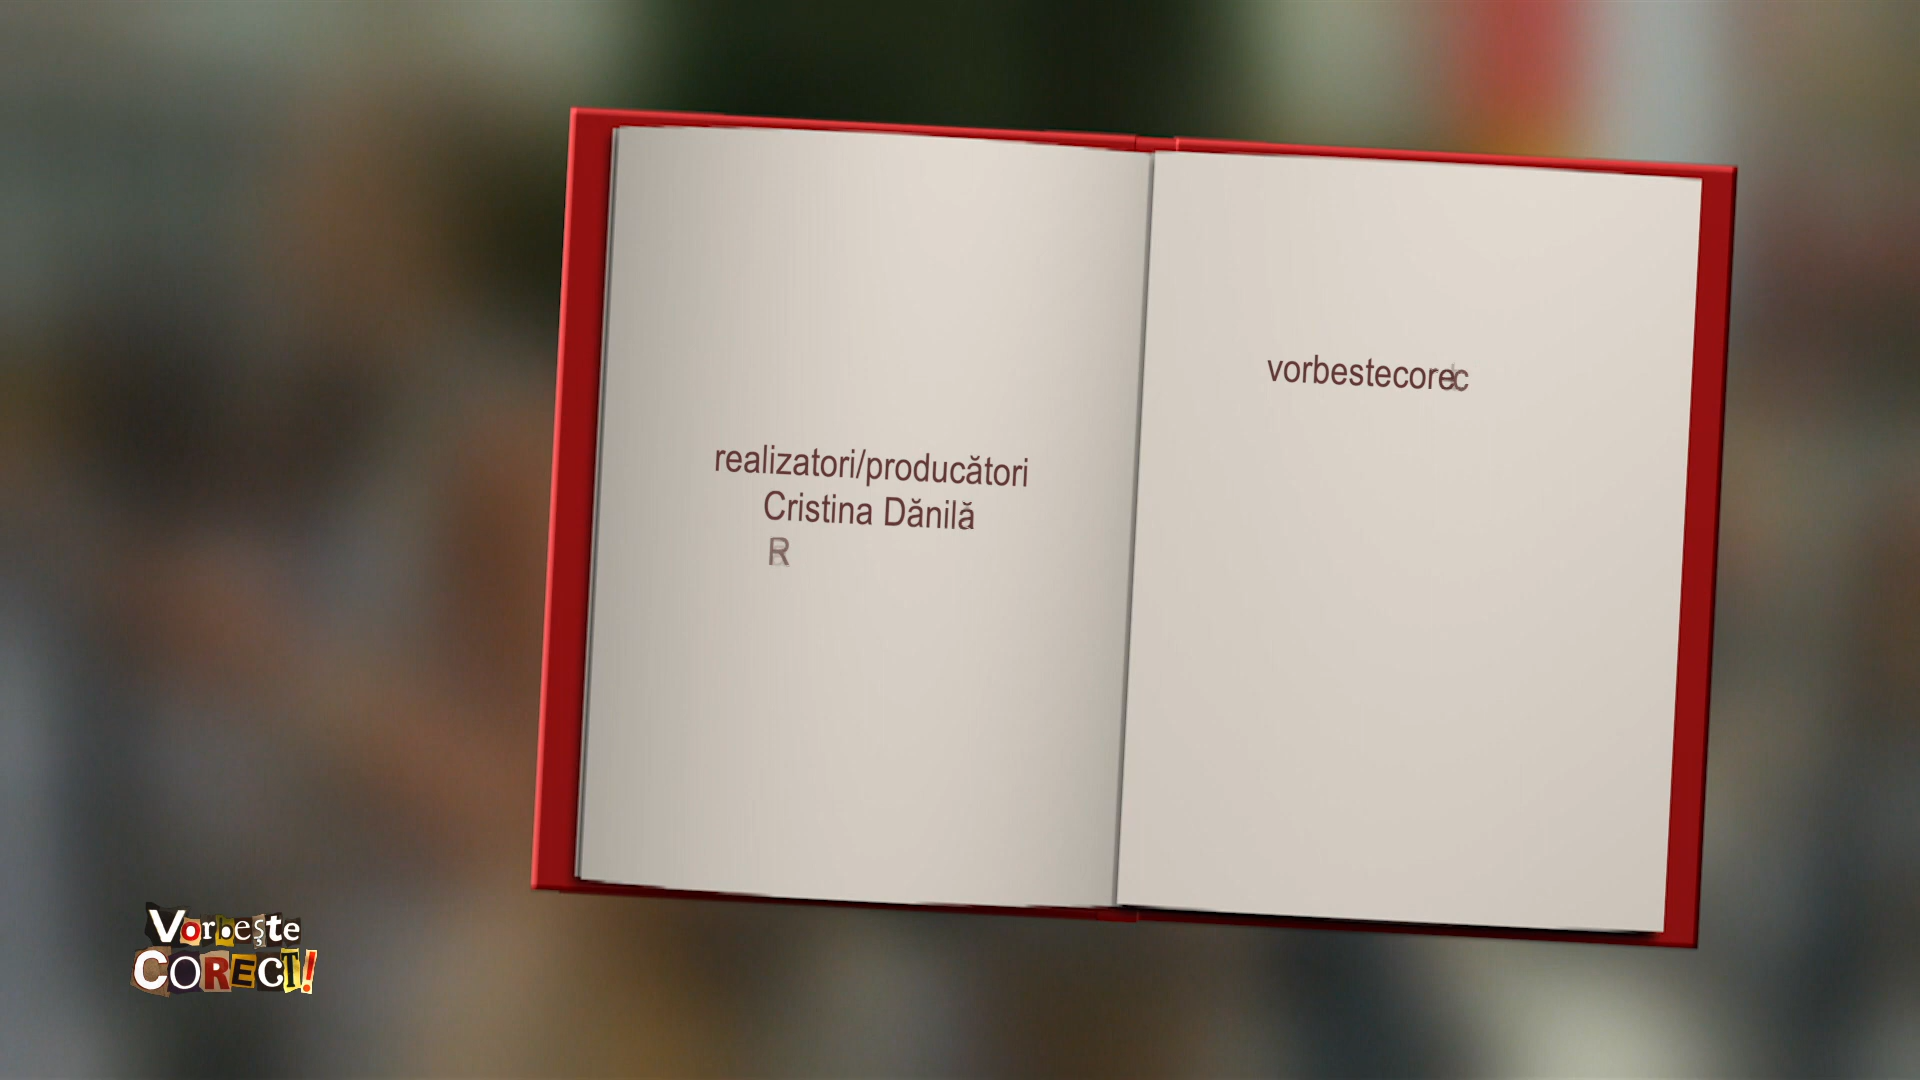 realizatori/producători
Cristina Dănilă
R
vorbestecorec
Vorbește
CORECT!